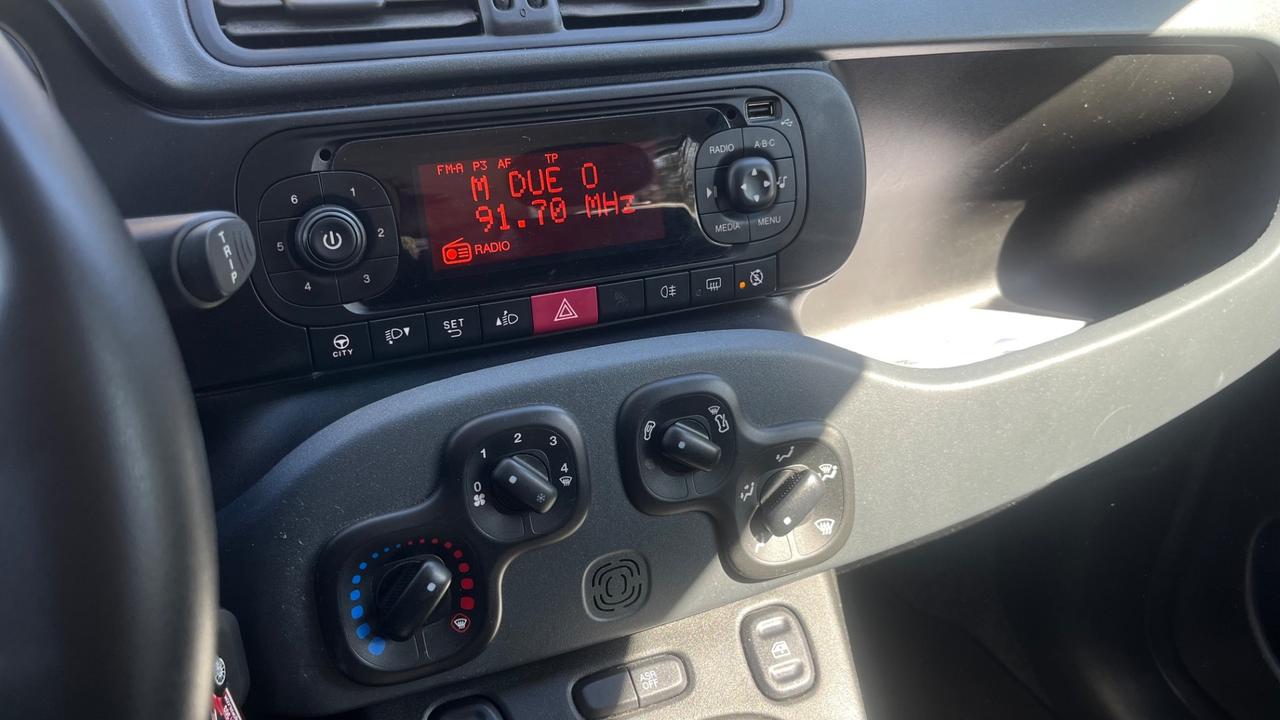 FM-A P3 AF TP
M DUE O
91.70 MHz
RADIO
6 1
5 2
4 3
RADIO A·B·C
MEDIA MENU
TRIP
CITY
SET
0 1 2 3 4
ASR
OFF